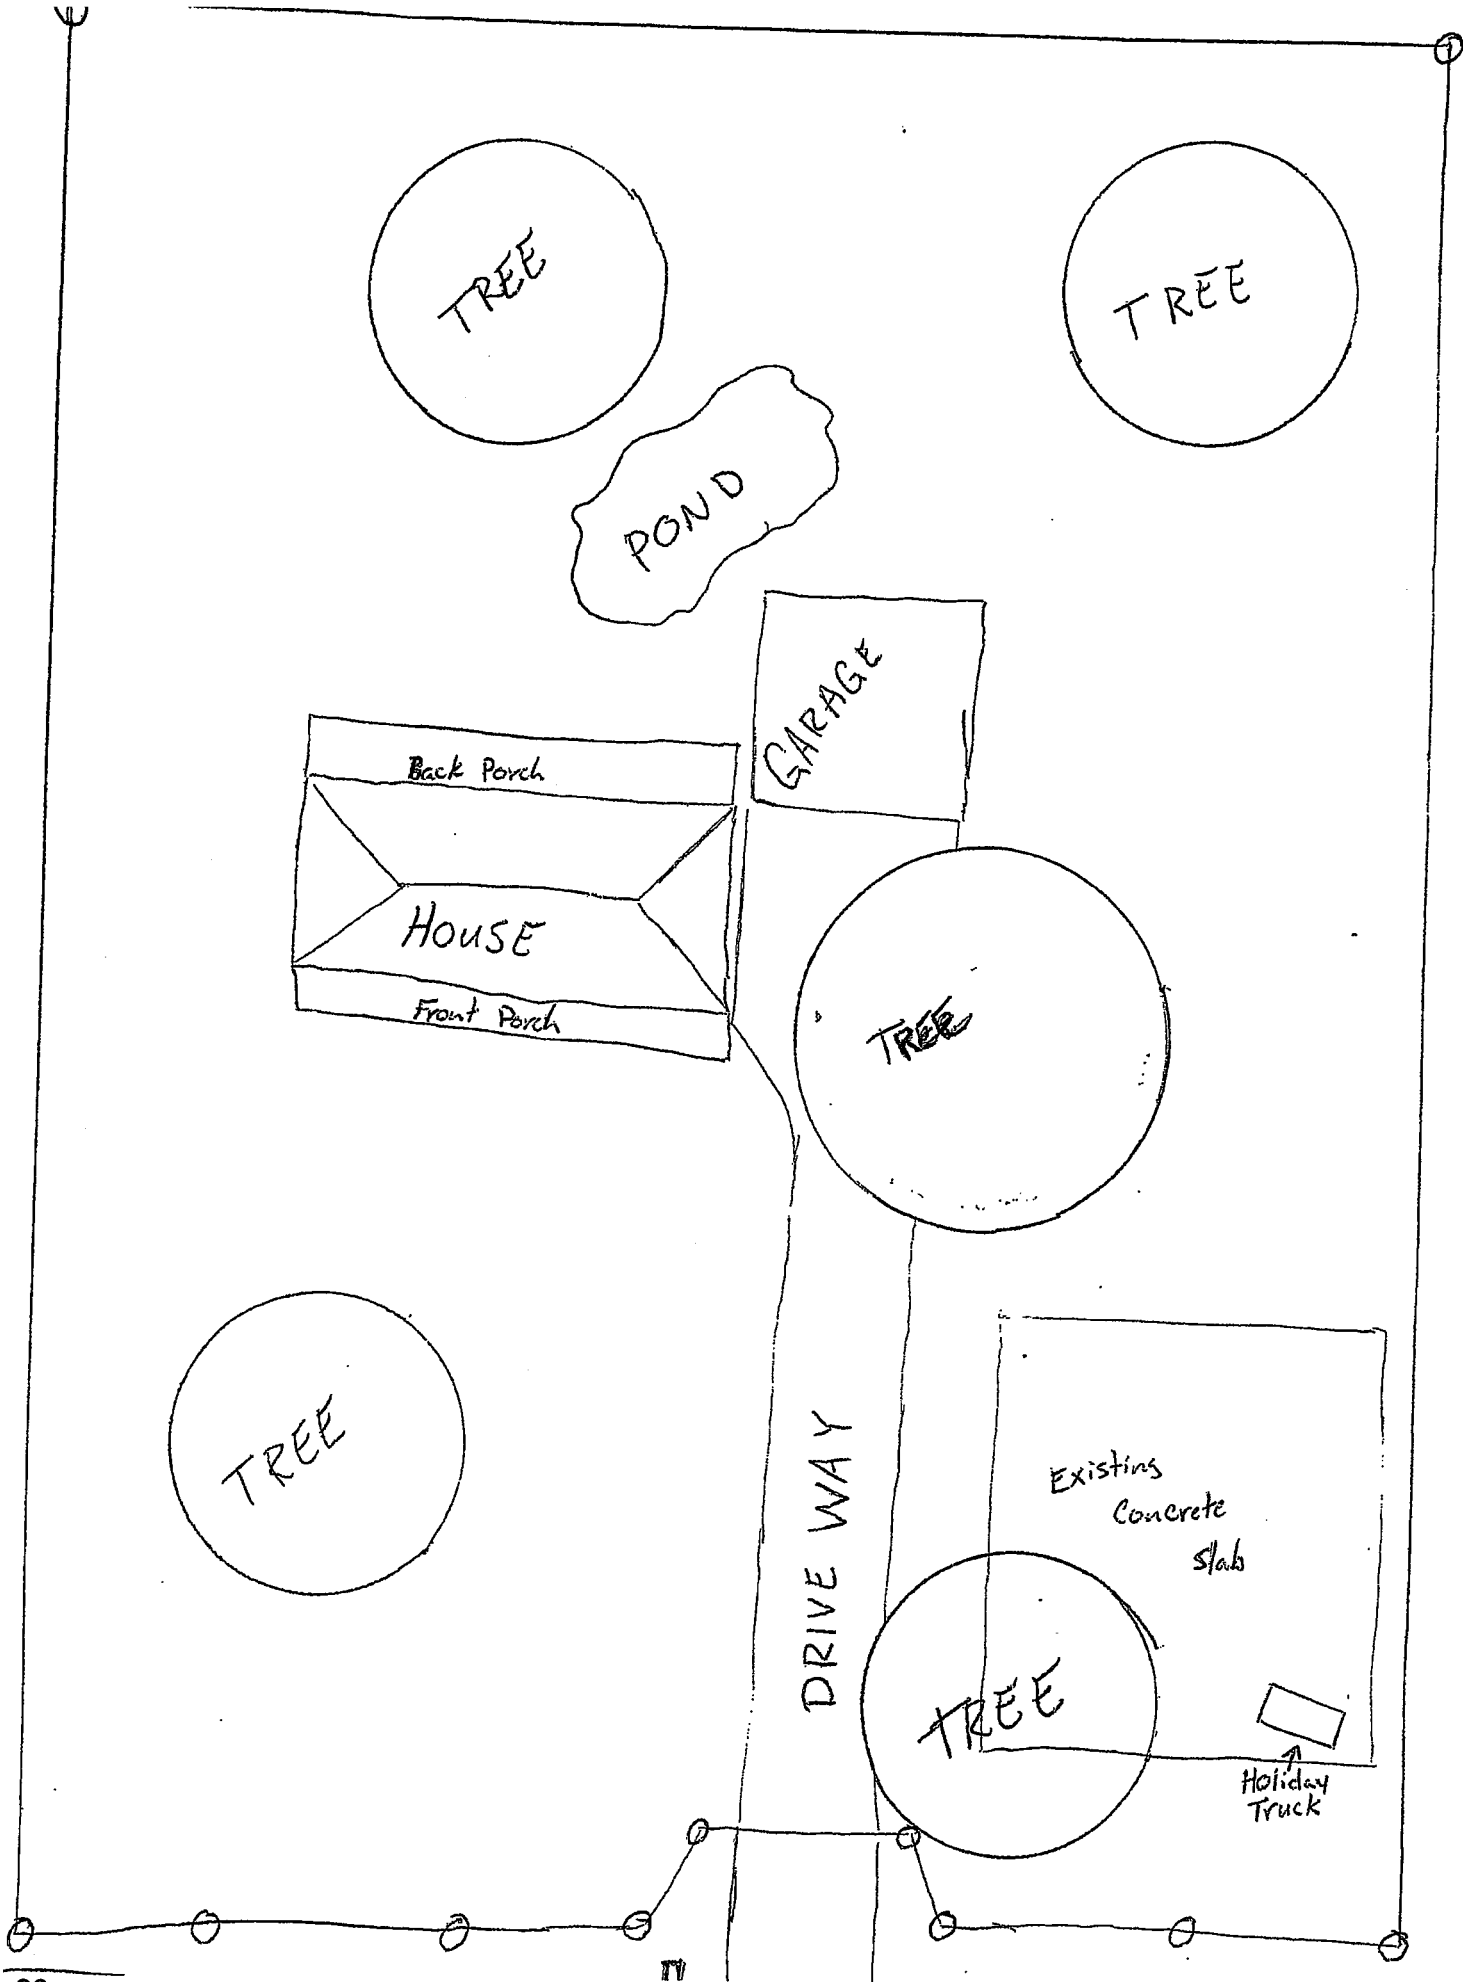 TREE
TREE
POND
GARAGE
Back Porch
HOUSE
Front Porch
TREE
TREE
DRIVE WAY
Existing
Concrete
Slab
TREE
Holiday
Truck